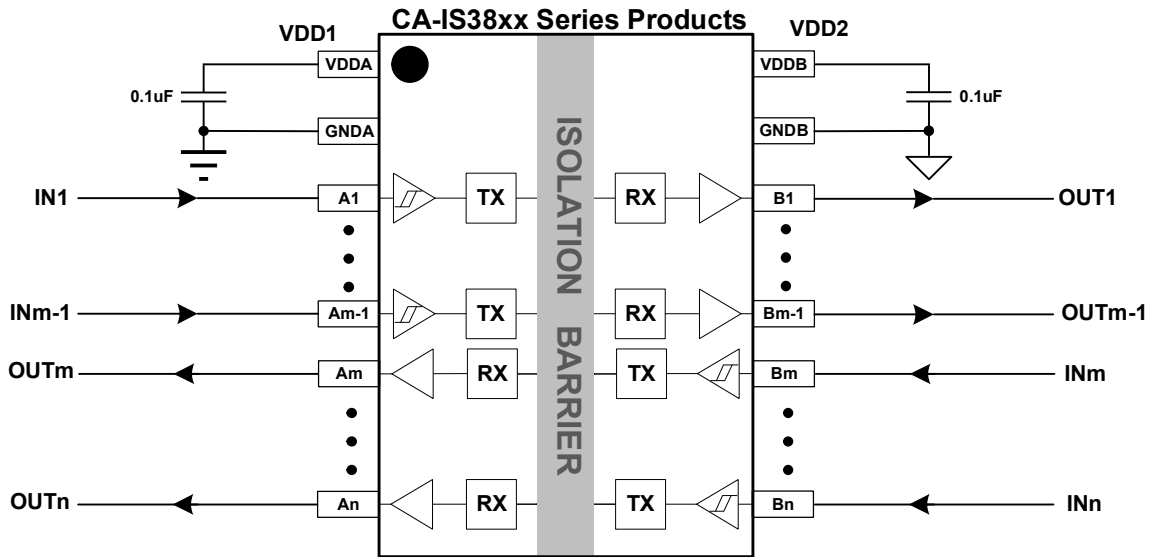 CA-IS38xx Series Products
VDD1
VDD2
VDDA
VDDB
0.1uF
0.1uF
GNDA
GNDB
ISOLATION BARRIER
IN1
A1
TX
RX
B1
OUT1
INm-1
Am-1
TX
RX
Bm-1
OUTm-1
OUTm
Am
RX
TX
Bm
INm
OUTn
An
RX
TX
Bn
INn